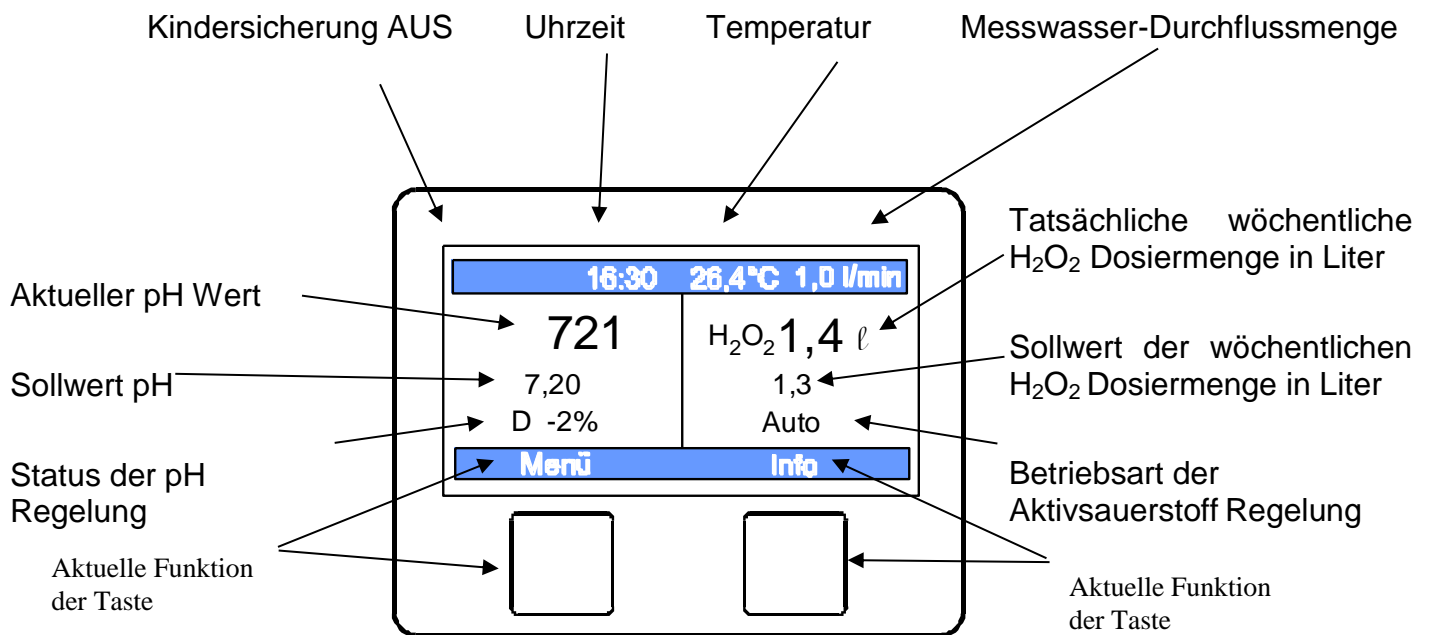 Kindersicherung AUS Uhrzeit Temperatur Messwasser-Durchflussmenge
Tatsächliche wöchentliche
H₂O₂ Dosiermenge in Liter
16:30 26,4°C 1,0 l/min
Aktueller pH Wert
721
H₂O₂ 1,4 ℓ
Sollwert der wöchentlichen
H₂O₂ Dosiermenge in Liter
Sollwert pH
7,20
1,3
D -2%
Auto
Menü
Info
Status der pH
Regelung
Betriebsart der
Aktivsauerstoff Regelung
Aktuelle Funktion
der Taste
Aktuelle Funktion
der Taste